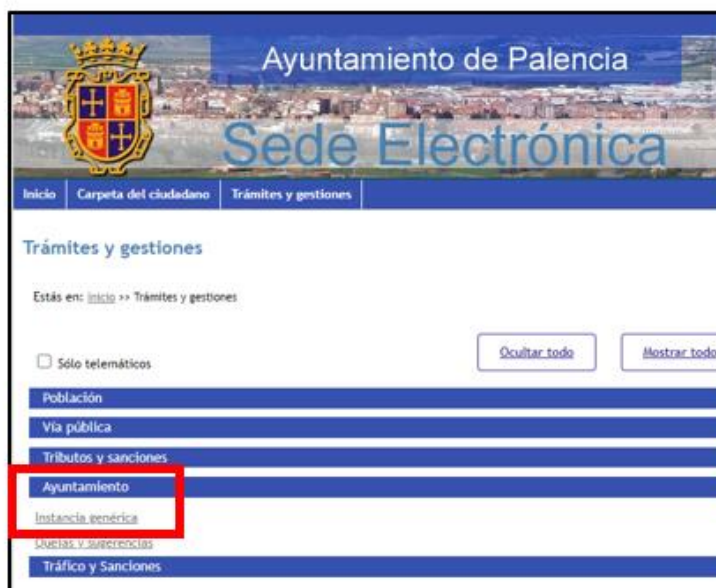 Ayuntamiento de Palencia
Sede Electrónica
Inicio Carpeta del ciudadano Trámites y gestiones
Trámites y gestiones
Estás en: Inicio >> Trámites y gestiones
Sólo telemáticos Ocultar todo Mostrar todo
Población
Vía pública
Tributos y sanciones
Ayuntamiento
Instancia genérica
Quejas y sugerencias
Tráfico y Sanciones